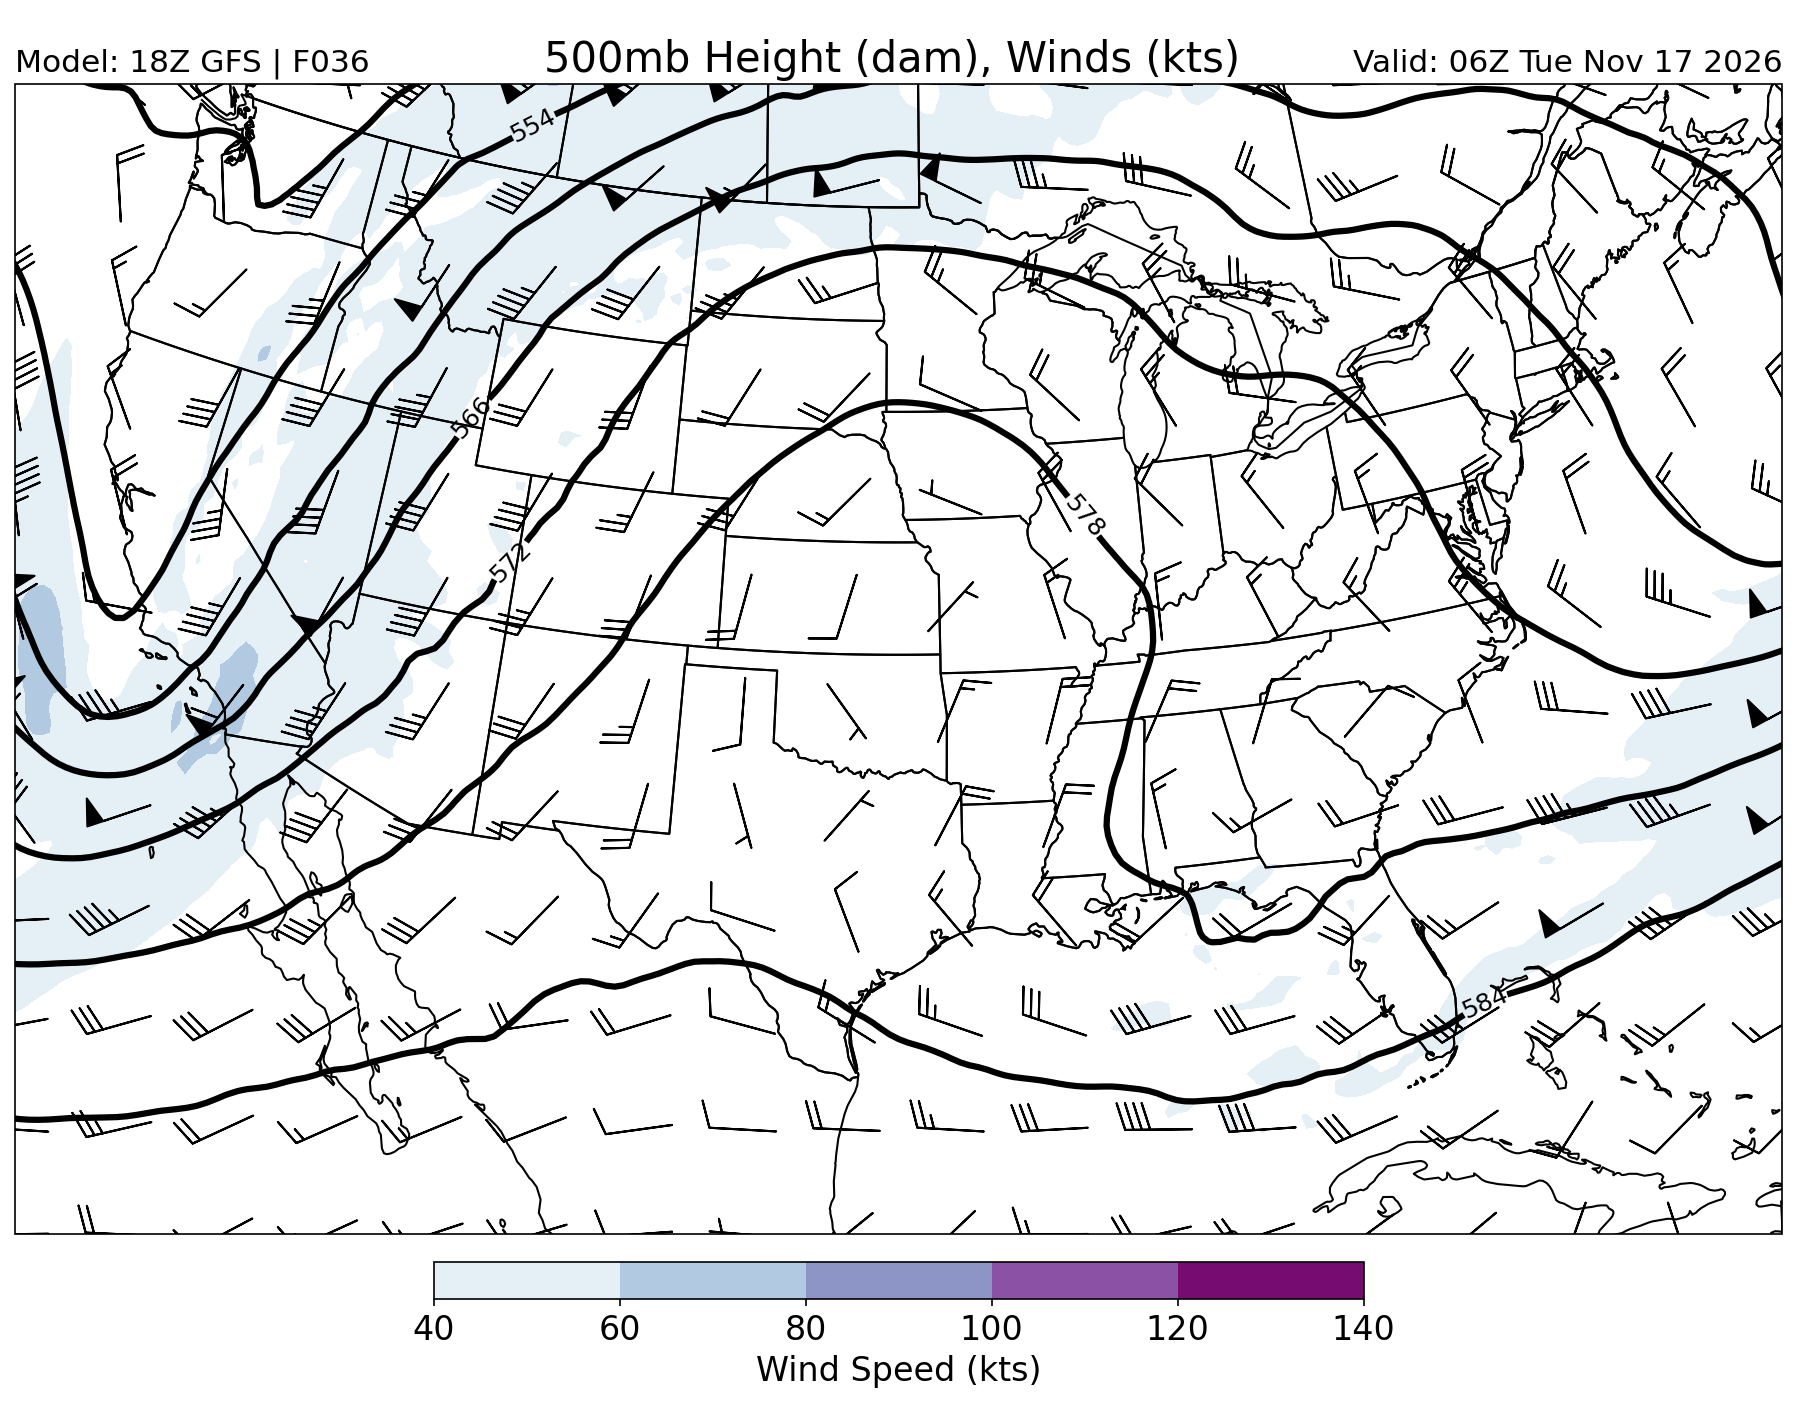 Model: 18Z GFS | F036
500mb Height (dam), Winds (kts)
Valid: 06Z Tue Nov 17 2026
554
566
578
572
584
40 60 80 100 120 140
Wind Speed (kts)